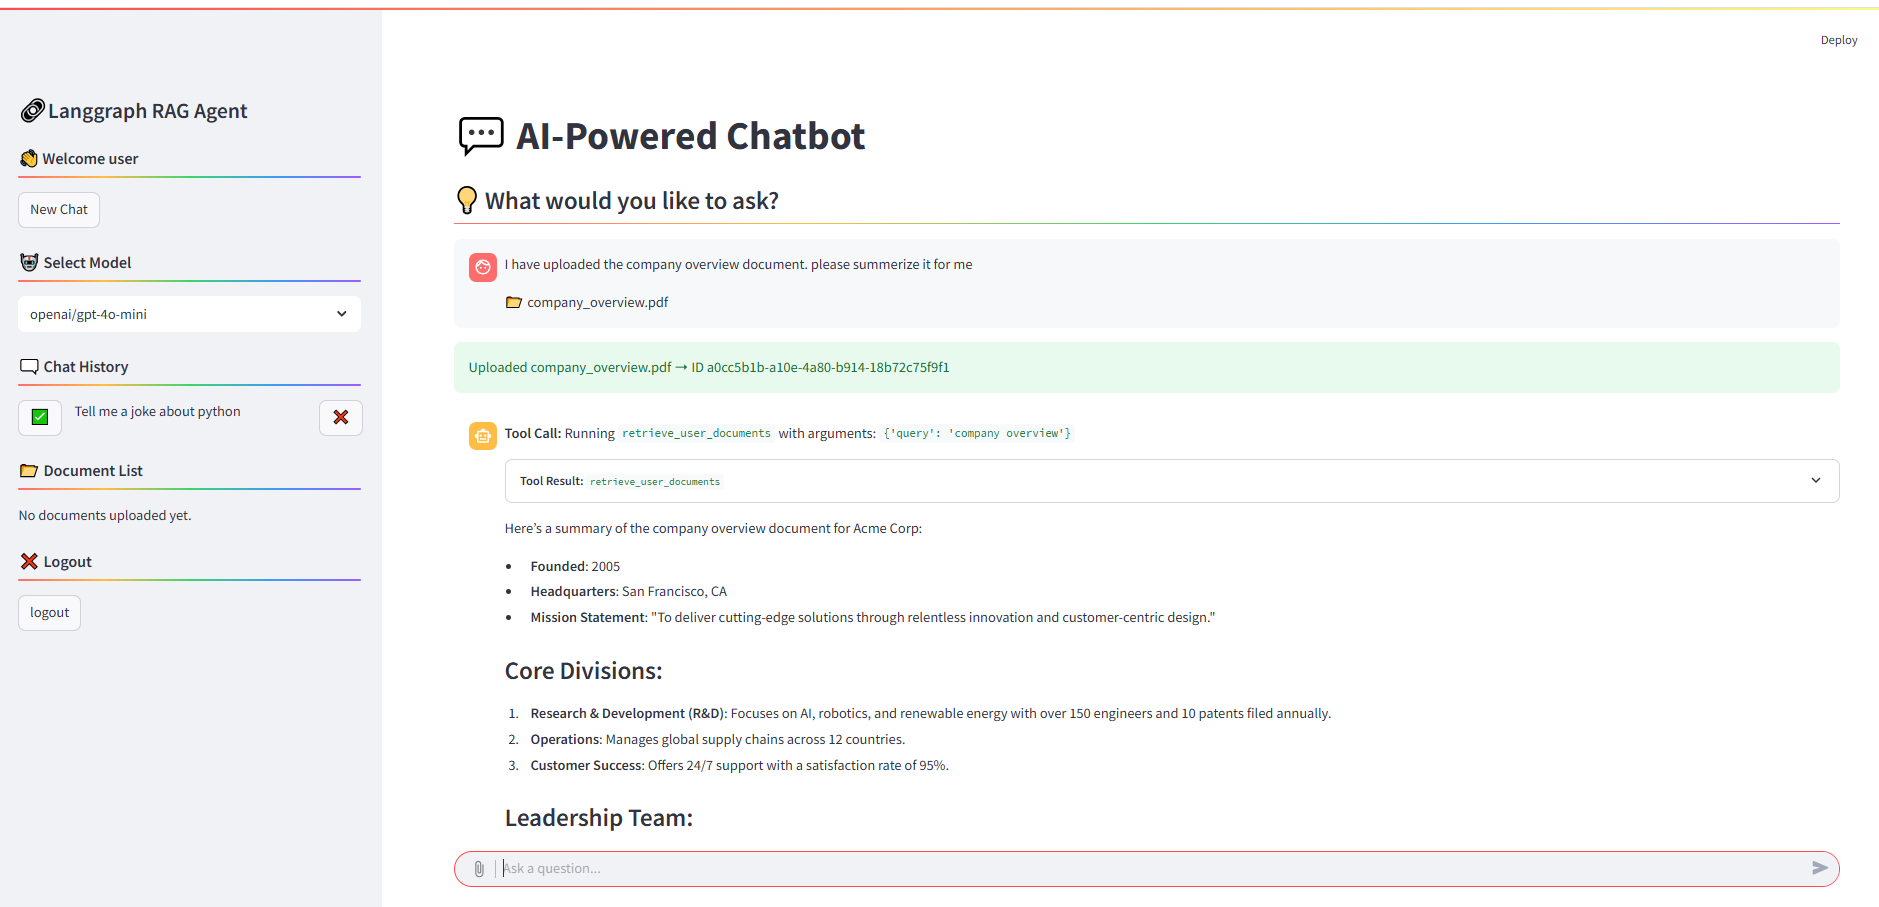 Deploy
Langgraph RAG Agent
Welcome user
New Chat
Select Model
openai/gpt-4o-mini
Chat History
Tell me a joke about python
Document List
No documents uploaded yet.
Logout
logout
AI-Powered Chatbot
What would you like to ask?
I have uploaded the company overview document. please summerize it for me
company_overview.pdf
Uploaded company_overview.pdf → ID a0cc5b1b-a10e-4a80-b914-18b72c75f9f1
Tool Call: Running retrieve_user_documents with arguments: {'query': 'company overview'}
Tool Result: retrieve_user_documents
Here’s a summary of the company overview document for Acme Corp:
• Founded: 2005
• Headquarters: San Francisco, CA
• Mission Statement: "To deliver cutting-edge solutions through relentless innovation and customer-centric design."
Core Divisions:
1. Research & Development (R&D): Focuses on AI, robotics, and renewable energy with over 150 engineers and 10 patents filed annually.
2. Operations: Manages global supply chains across 12 countries.
3. Customer Success: Offers 24/7 support with a satisfaction rate of 95%.
Leadership Team:
Ask a question...